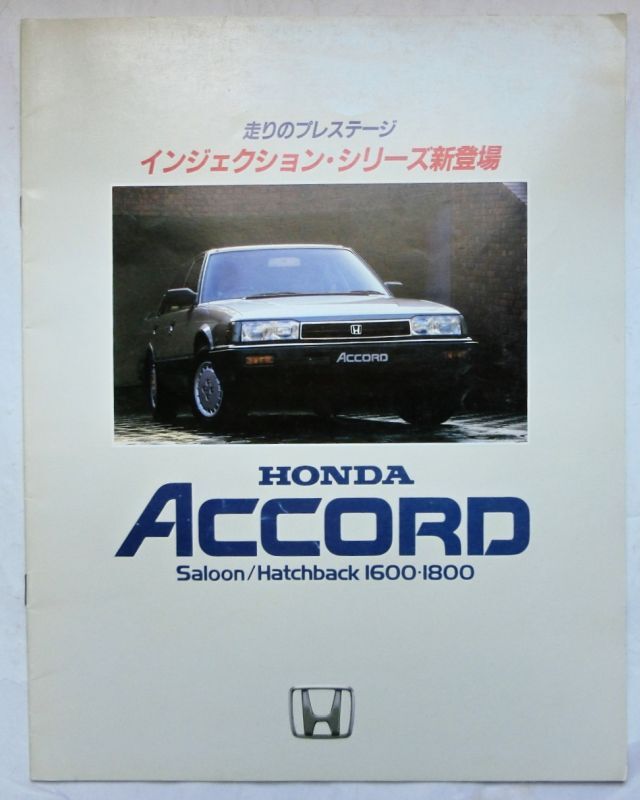 走りのプレステージ
インジェクション・シリーズ新登場
ACCORD
HONDA
ACCORD
Saloon/Hatchback 1600·1800